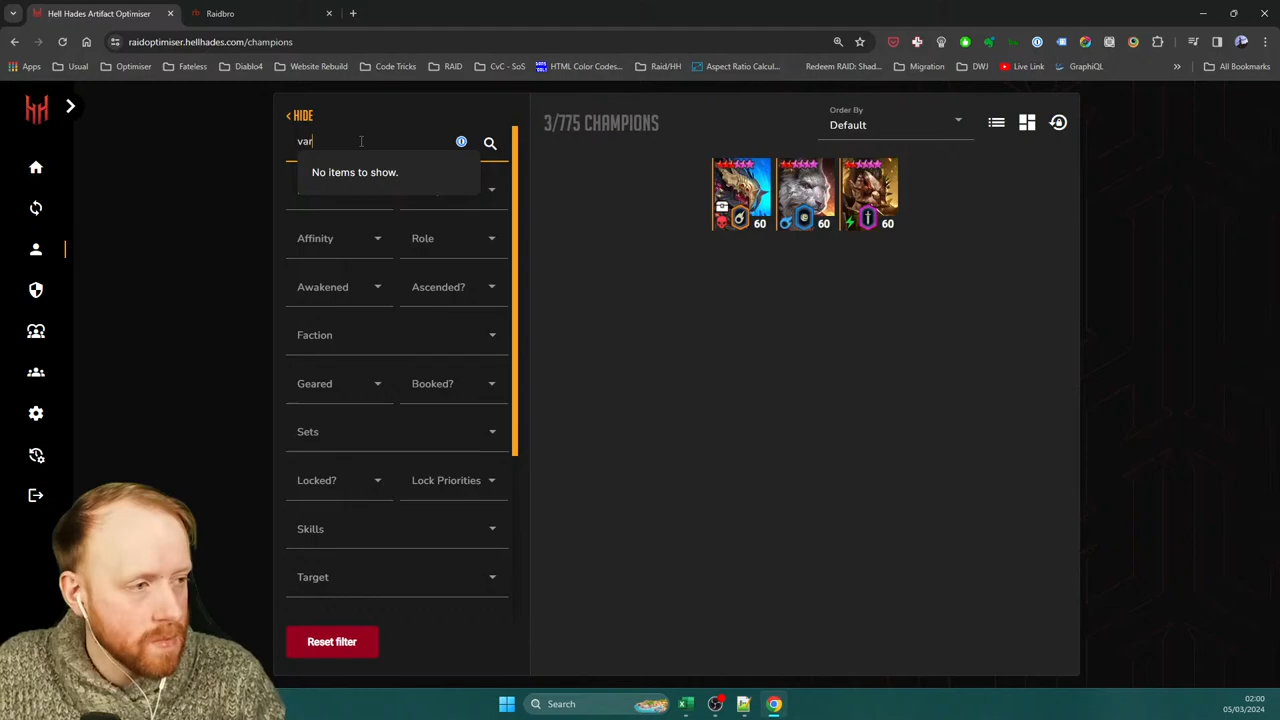 Hell Hades Artifact Optimiser
Raidbro
raidoptimiser.hellhades.com/champions
Apps
Usual
Optimiser
Fateless
Diablo4
Website Rebuild
Code Tricks
RAID
CvC - SoS
HTML Color Codes...
Raid/HH
Aspect Ratio Calcul...
Redeem RAID: Shad...
Migration
DWJ
Live Link
GraphiQL
All Bookmarks
HIDE
3/775 CHAMPIONS
Order By
Default
var
No items to show.
60
60
60
Affinity
Role
Awakened
Ascended?
Faction
Geared
Booked?
Sets
Locked?
Lock Priorities
Skills
Target
Reset filter
Search
02:00
05/03/2024